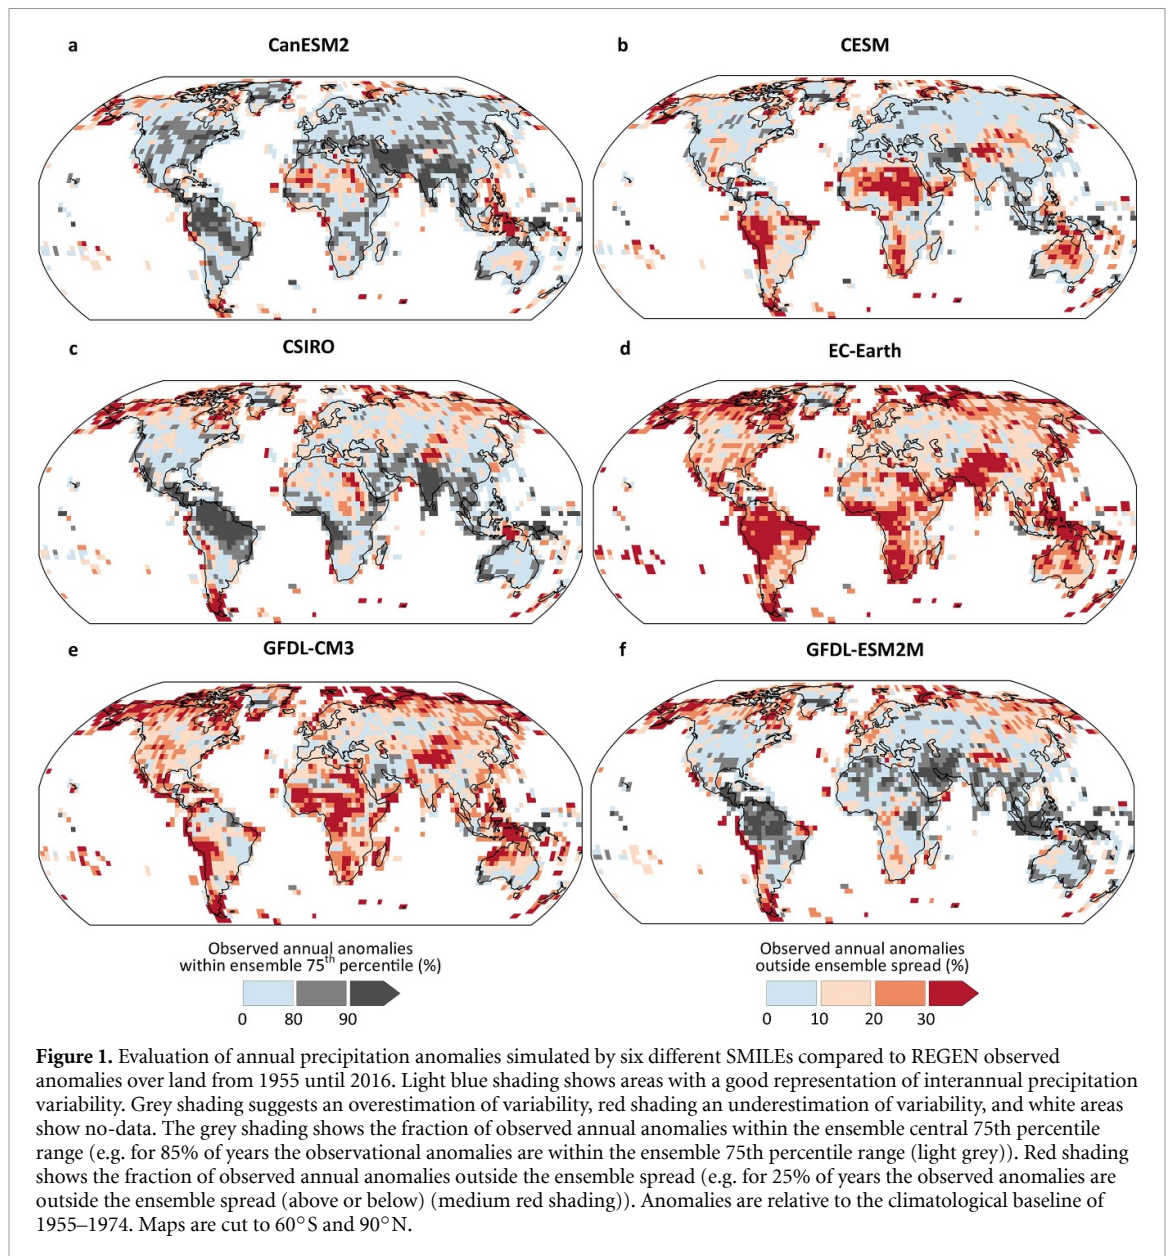 a CanESM2
b CESM
c CSIRO
d EC-Earth
e GFDL-CM3
f GFDL-ESM2M
Observed annual anomalies
within ensemble 75th percentile (%)
0 80 90
Observed annual anomalies
outside ensemble spread (%)
0 10 20 30
Figure 1. Evaluation of annual precipitation anomalies simulated by six different SMILEs compared to REGEN observed
anomalies over land from 1955 until 2016. Light blue shading shows areas with a good representation of interannual precipitation
variability. Grey shading suggests an overestimation of variability, red shading an underestimation of variability, and white areas
show no-data. The grey shading shows the fraction of observed annual anomalies within the ensemble central 75th percentile
range (e.g. for 85% of years the observational anomalies are within the ensemble 75th percentile range (light grey)). Red shading
shows the fraction of observed annual anomalies outside the ensemble spread (e.g. for 25% of years the observed anomalies are
outside the ensemble spread (above or below) (medium red shading)). Anomalies are relative to the climatological baseline of
1955–1974. Maps are cut to 60°S and 90°N.